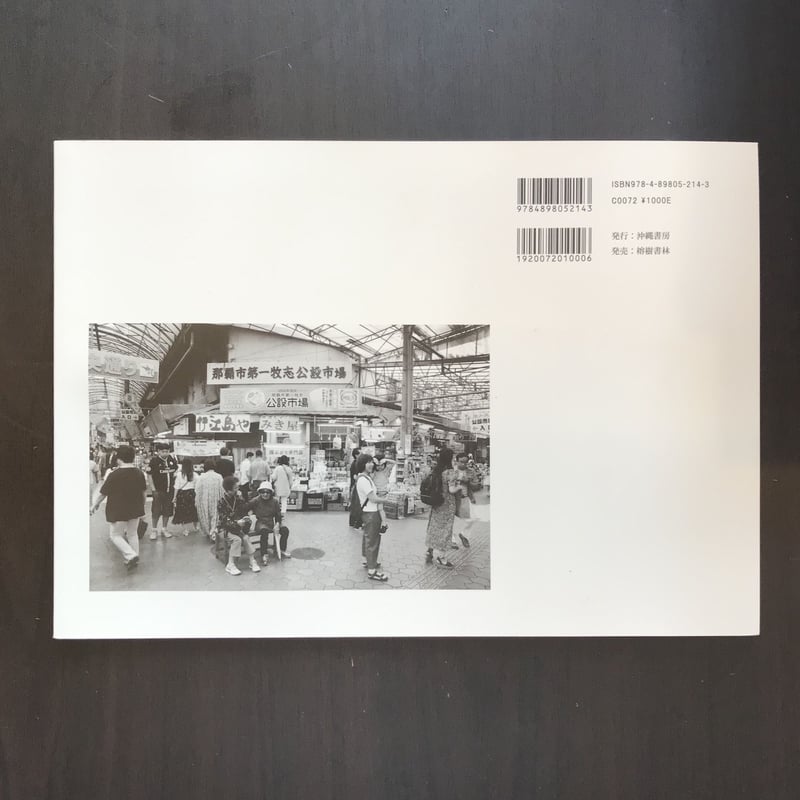 9784898052143
ISBN978-4-89805-214-3
C0072 ¥1000E
1920072010006
発行：沖縄書房
発売：榕樹書林
那覇市第一牧志公設市場
公設市場
伊江島や
みき屋